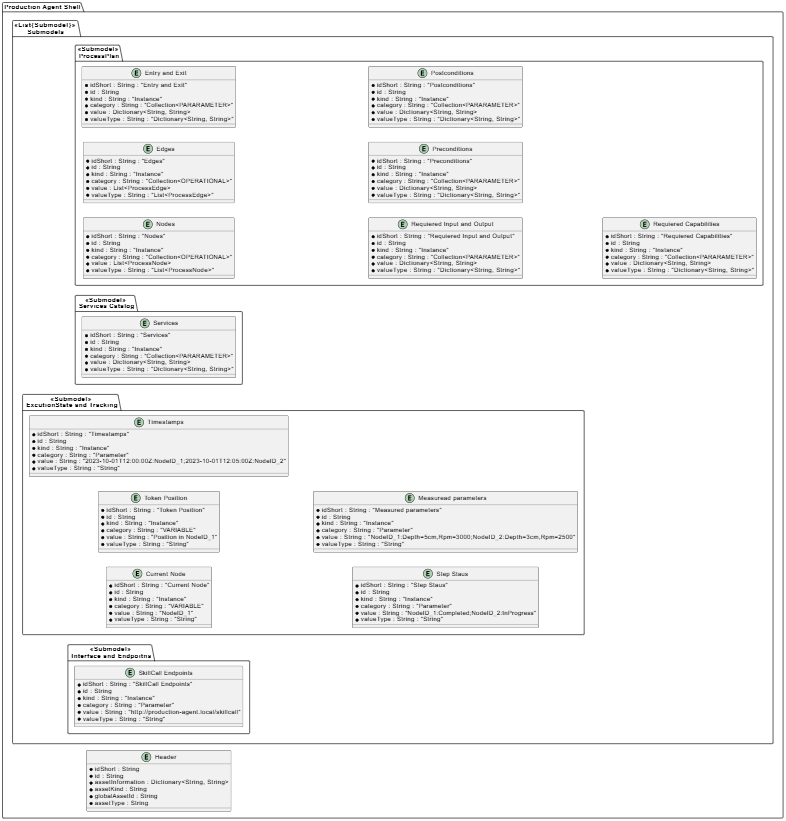 Production Agent Shell
«List{Submodel}»
Submodels
«Submodel»
ProcessPlan
E Entry and Exit
idShort : String : "Entry and Exit"
id : String
kind : String : "Instance"
category : String : "Collection<PARARAMETER>"
value : Dictionary<String, String>
valueType : String : "Dictionary<String, String>"
E Postconditions
idShort : String : "Postconditions"
id : String
kind : String : "Instance"
category : String : "Collection<PARARAMETER>"
value : Dictionary<String, String>
valueType : String : "Dictionary<String, String>"
E Edges
idShort : String : "Edges"
id : String
kind : String : "Instance"
category : String : "Collection<OPERATIONAL>"
value : List<ProcessEdge>
valueType : String : "List<ProcessEdge>"
E Preconditions
idShort : String : "Preconditions"
id : String
kind : String : "Instance"
category : String : "Collection<PARARAMETER>"
value : Dictionary<String, String>
valueType : String : "Dictionary<String, String>"
E Nodes
idShort : String : "Nodes"
id : String
kind : String : "Instance"
category : String : "Collection<OPERATIONAL>"
value : List<ProcessNode>
valueType : String : "List<ProcessNode>"
E Requiered Input and Output
idShort : String : "Requiered Input and Output"
id : String
kind : String : "Instance"
category : String : "Collection<PARARAMETER>"
value : Dictionary<String, String>
valueType : String : "Dictionary<String, String>"
E Requiered Capabilities
idShort : String : "Requiered Capabilities"
id : String
kind : String : "Instance"
category : String : "Collection<PARARAMETER>"
value : Dictionary<String, String>
valueType : String : "Dictionary<String, String>"
«Submodel»
Services Catalog
E Services
idShort : String : "Services"
id : String
kind : String : "Instance"
category : String : "Collection<PARARAMETER>"
value : Dictionary<String, String>
valueType : String : "Dictionary<String, String>"
«Submodel»
ExcutionState and Tracking
E Timestamps
idShort : String : "Timestamps"
id : String
kind : String : "Instance"
category : String : "Parameter"
value : String : "2023-10-01T12:00:00Z:NodeID_1;2023-10-01T12:05:00Z:NodeID_2"
valueType : String : "String"
E Token Position
idShort : String : "Token Position"
id : String
kind : String : "Instance"
category : String : "VARIABLE"
value : String : "Position in NodeID_1"
valueType : String : "String"
E Measuread parameters
idShort : String : "Measured parameters"
id : String
kind : String : "Instance"
category : String : "Parameter"
value : String : "NodeID_1:Depth=5cm,Rpm=3000;NodeID_2:Depth=3cm,Rpm=2500"
valueType : String : "String"
E Current Node
idShort : String : "Current Node"
id : String
kind : String : "Instance"
category : String : "VARIABLE"
value : String : "NodeID_1"
valueType : String : "String"
E Step Staus
idShort : String : "Step Staus"
id : String
kind : String : "Instance"
category : String : "Parameter"
value : String : "NodeID_1:Completed;NodeID_2:InProgress"
valueType : String : "String"
«Submodel»
Interface and Endpoitns
E SkillCall Endpoints
idShort : String : "SkillCall Endpoints"
id : String
kind : String : "Instance"
category : String : "Parameter"
value : String : "http://production-agent.local/skillcall"
valueType : String : "String"
E Header
idShort : String
id : String
assetInformation : Dictionary<String, String>
assetKind : String
globalAssetId : String
assetType : String